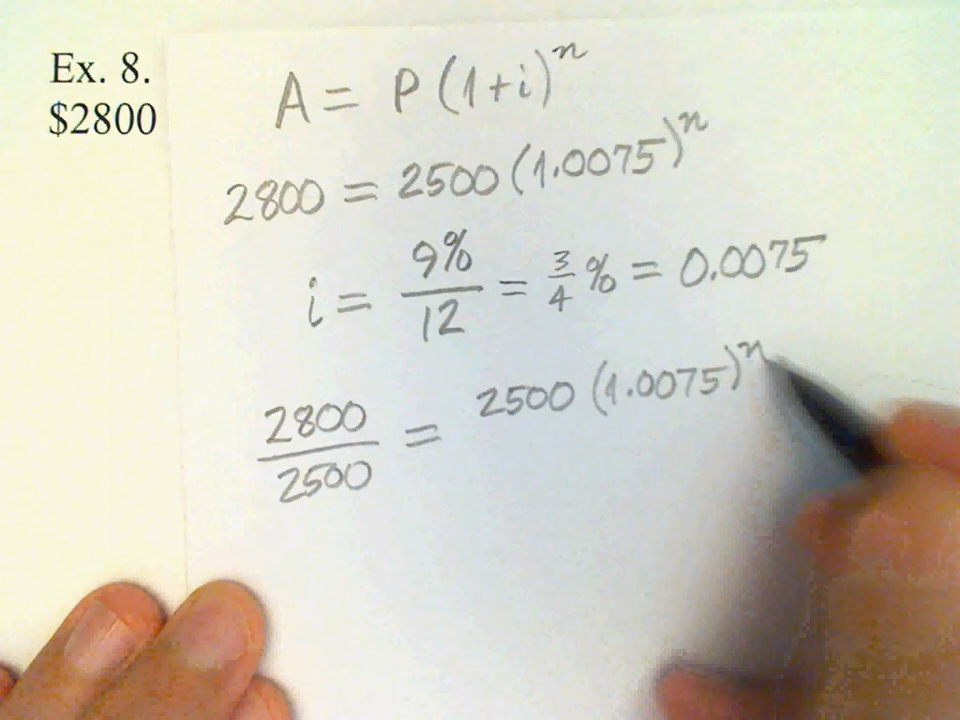 Ex. 8.
$2800
A = P(1+i)^n
2800 = 2500(1.0075)^n
i = 9%/12 = 3/4% = 0.0075
2800/2500 = 2500(1.0075)^n